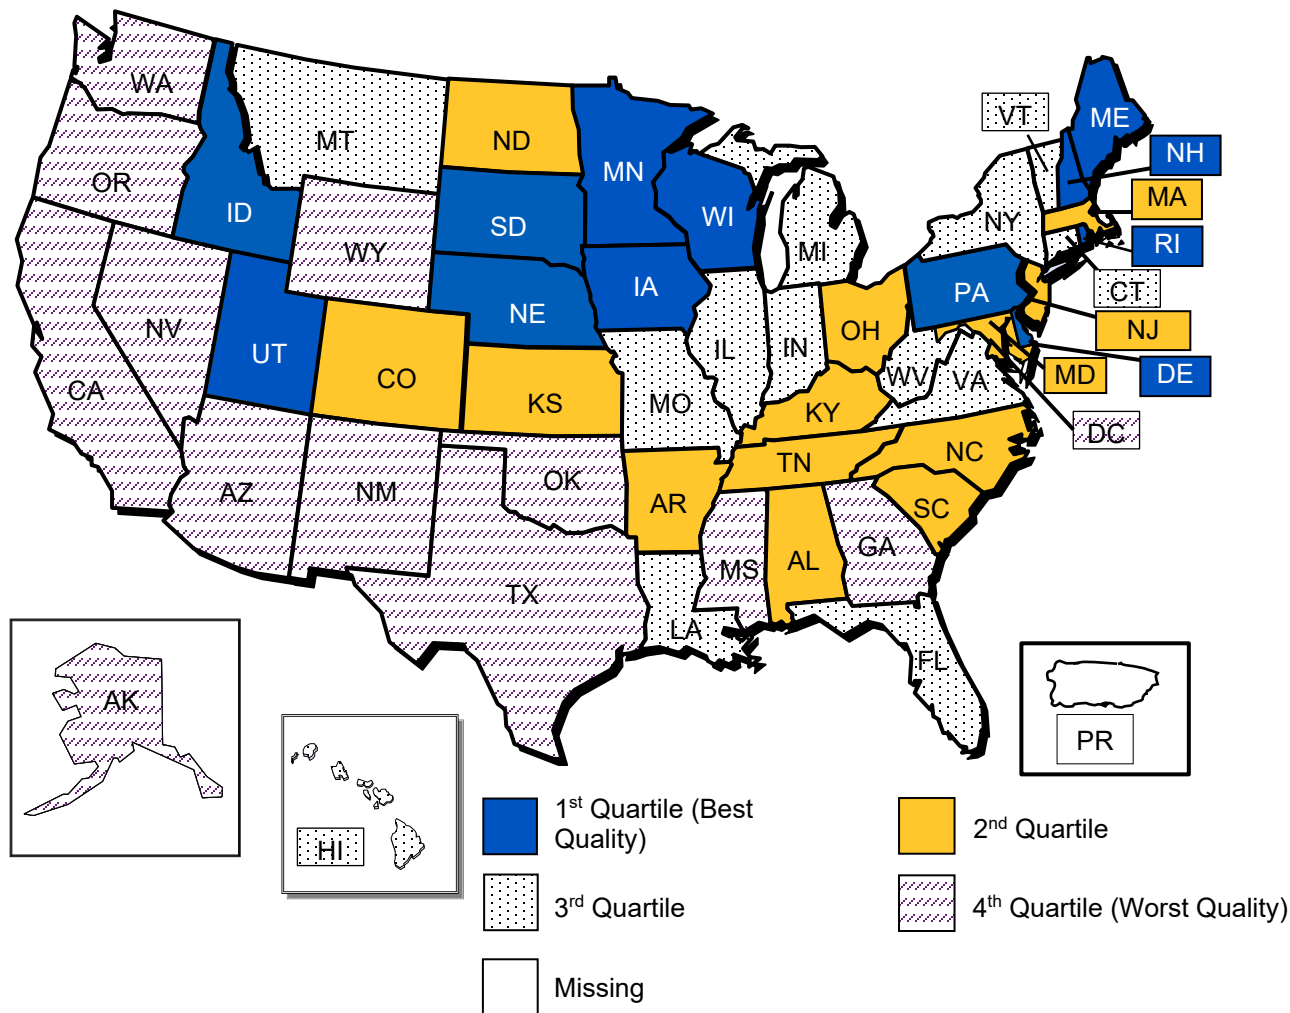 WA
ME
VT
MT
ND
NH
MN
OR
MA
ID
WI
NY
SD
RI
WY
MI
IA
PA
CT
NE
NV
NJ
OH
UT
IL
IN
CO
WV
VA
MD
DE
CA
KS
MO
KY
DC
NC
TN
OK
AZ
NM
AR
SC
GA
AL
MS
TX
LA
FL
AK
PR
HI
1st Quartile (Best
Quality)
2nd Quartile
3rd Quartile
4th Quartile (Worst Quality)
Missing